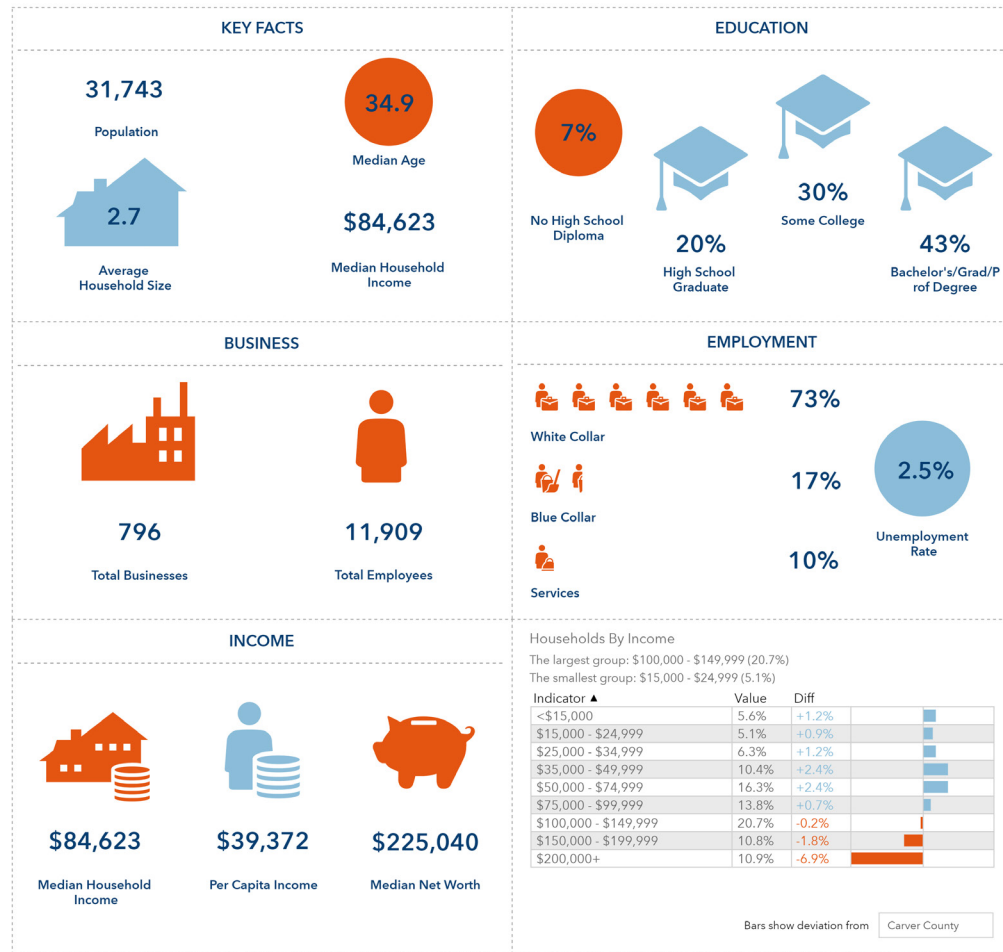 KEY FACTS
31,743
Population
34.9
Median Age
2.7
Average
Household Size
$84,623
Median Household
Income
EDUCATION
7%
No High School
Diploma
20%
High School
Graduate
30%
Some College
43%
Bachelor's/Grad/P
rof Degree
BUSINESS
796
Total Businesses
11,909
Total Employees
EMPLOYMENT
73%
White Collar
17%
Blue Collar
10%
Services
2.5%
Unemployment
Rate
INCOME
$84,623
Median Household
Income
$39,372
Per Capita Income
$225,040
Median Net Worth
Households By Income
The largest group: $100,000 - $149,999 (20.7%)
The smallest group: $15,000 - $24,999 (5.1%)
Indicator ▲ Value Diff
<$15,000 5.6% +1.2%
$15,000 - $24,999 5.1% +0.9%
$25,000 - $34,999 6.3% +1.2%
$35,000 - $49,999 10.4% +2.4%
$50,000 - $74,999 16.3% +2.4%
$75,000 - $99,999 13.8% +0.7%
$100,000 - $149,999 20.7% -0.2%
$150,000 - $199,999 10.8% -1.8%
$200,000+ 10.9% -6.9%
Bars show deviation from Carver County